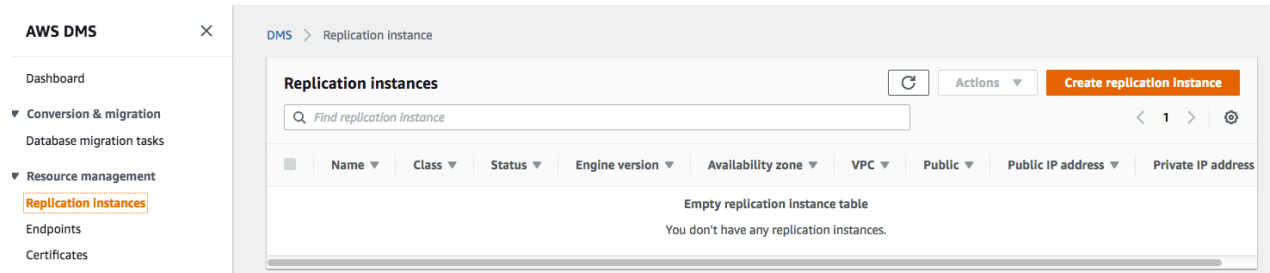 AWS DMS
Dashboard
Conversion & migration
Database migration tasks
Resource management
Replication instances
Endpoints
Certificates
DMS > Replication instance
Replication instances
Actions
Create replication instance
Find replication instance
1
Name Class Status Engine version Availability zone VPC Public Public IP address Private IP address
Empty replication instance table
You don't have any replication instances.